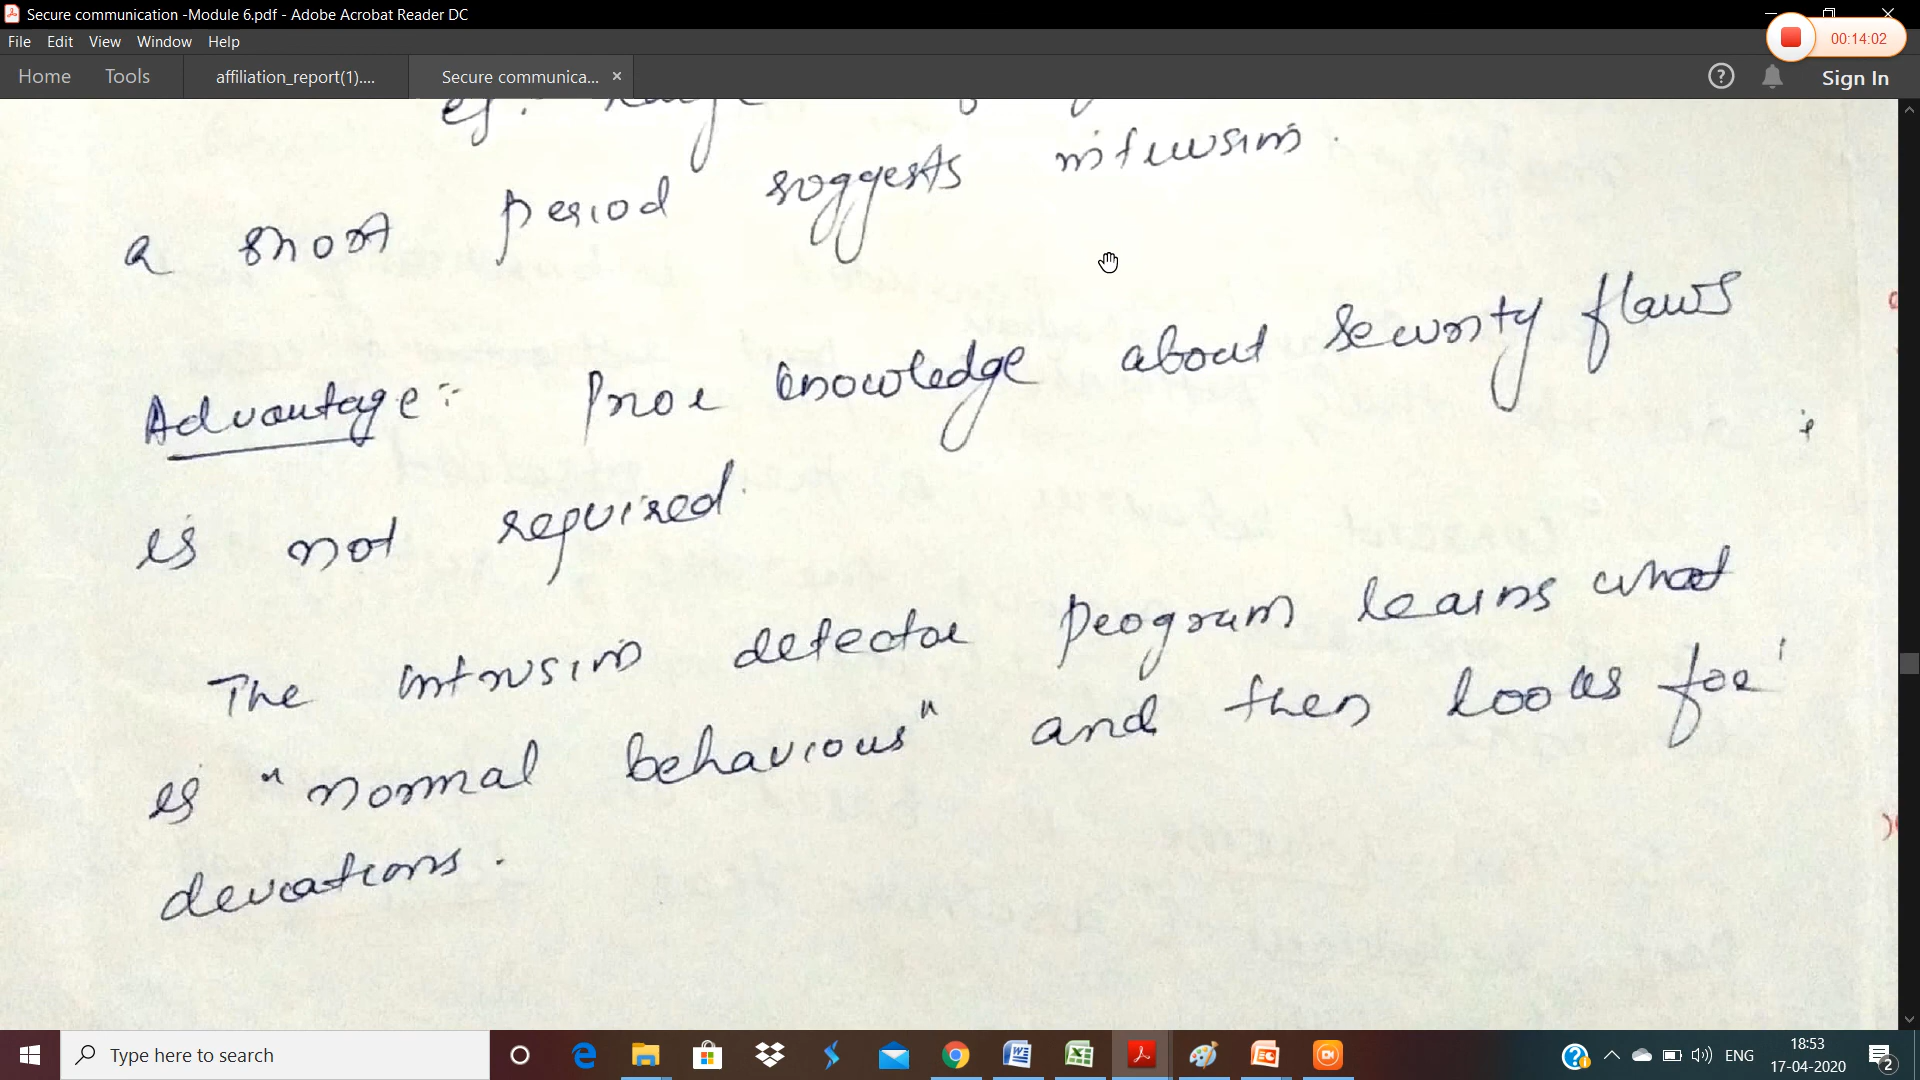 Secure communication -Module 6.pdf - Adobe Acrobat Reader DC
File Edit View Window Help
00:14:02
Home Tools affiliation_report(1).... Secure communica... × Sign In
eg:
a short period suggests intrusion.
Advantage:- Prior knowledge about security flaws
is not required.
The intrusion detector program learns what
is "normal behaviour" and then looks for
deviations.
Type here to search
ENG
18:53
17-04-2020
2